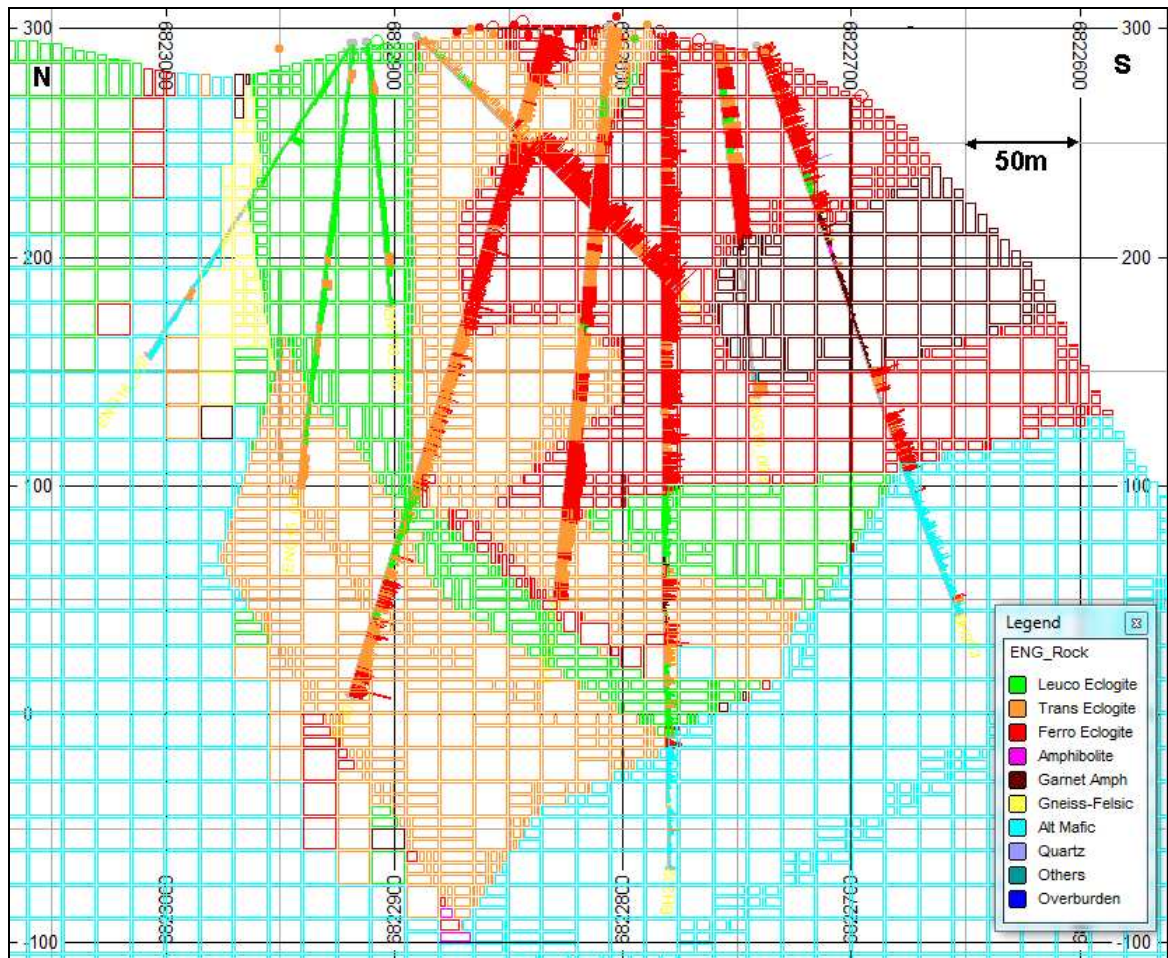 300
6823000
6822900
6822700
6822600
300
N
S
50m
200
200
100
100
0
Legend
ENG_Rock
Leuco Eclogite
Trans Eclogite
Ferro Eclogite
Amphibolite
Garnet Amph
Gneiss-Felsic
Alt Mafic
Quartz
Others
Overburden
6823000
6822900
6822800
6822700
-100
-100